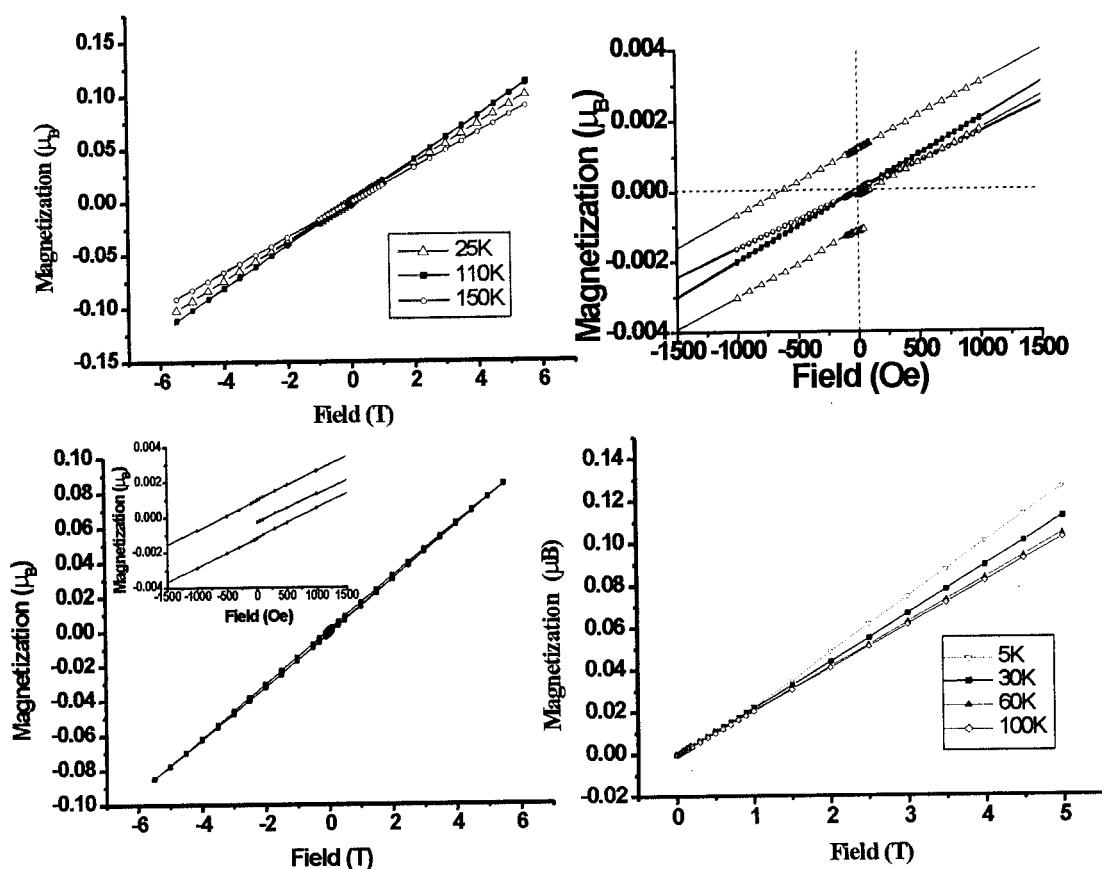 0.15
0.10
0.05
0.00
-0.05
-0.10
-0.15
Magnetization (μB)
-6 -4 -2 0 2 4 6
Field (T)
25K
110K
150K
0.004
0.002
0.000
-0.002
-0.004
Magnetization (μB)
-1500 -1000 -500 0 500 1000 1500
Field (Oe)
0.10
0.08
0.06
0.04
0.02
0.00
-0.02
-0.04
-0.06
-0.08
-0.10
Magnetization (μB)
-6 -4 -2 0 2 4 6
Field (T)
0.004
0.002
0.000
-0.002
-0.004
Magnetization (μB)
-1500 -1000 -500 0 500 1000 1500
Field (Oe)
0.14
0.12
0.10
0.08
0.06
0.04
0.02
0.00
-0.02
Magnetization (μB)
0 1 2 3 4 5
Field (T)
5K
30K
60K
100K